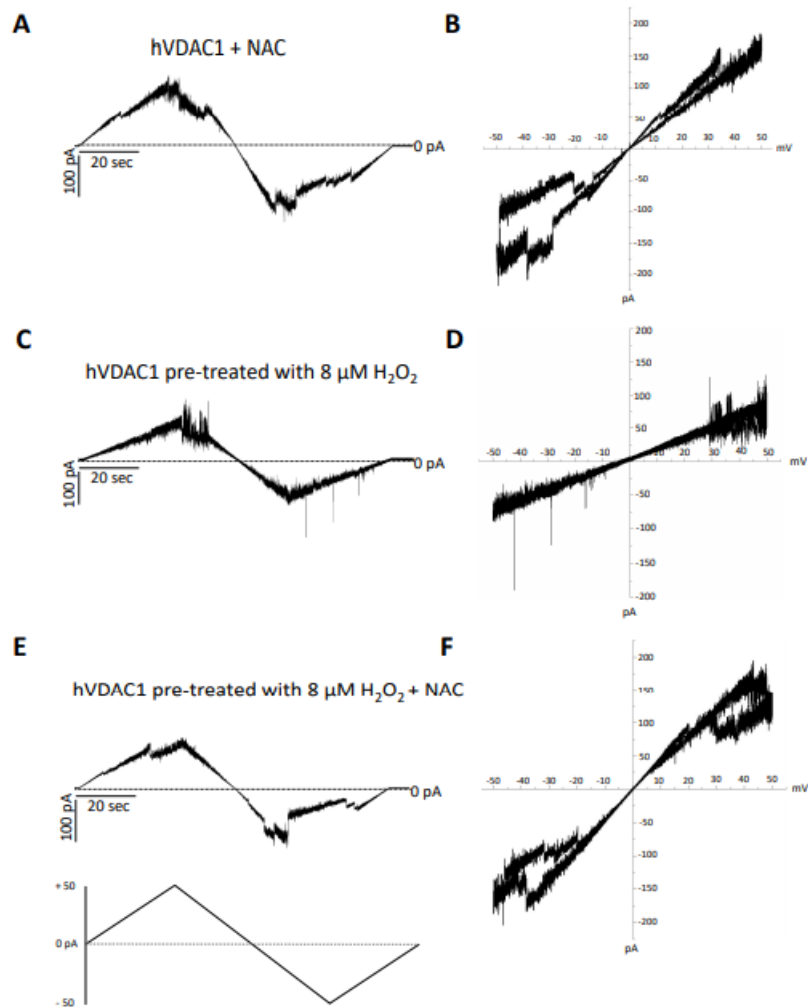 A
hVDAC1 + NAC
0 pA
100 pA
20 sec
B
200
150
100
50
-50 -40 -30 -20 -10
10 20 30 40 50
mV
-50
-100
-150
-200
pA
C
hVDAC1 pre-treated with 8 µM H₂O₂
0 pA
100 pA
20 sec
D
200
150
100
50
-50 -40 -30 -20 -10
10 20 30 40 50
mV
-50
-100
-150
-200
pA
E
hVDAC1 pre-treated with 8 µM H₂O₂ + NAC
0 pA
100 pA
20 sec
+ 50
0 pA
- 50
F
200
150
100
50
-50 -40 -30 -20 -10
10 20 30 40 50
mV
-50
-100
-150
-200
pA